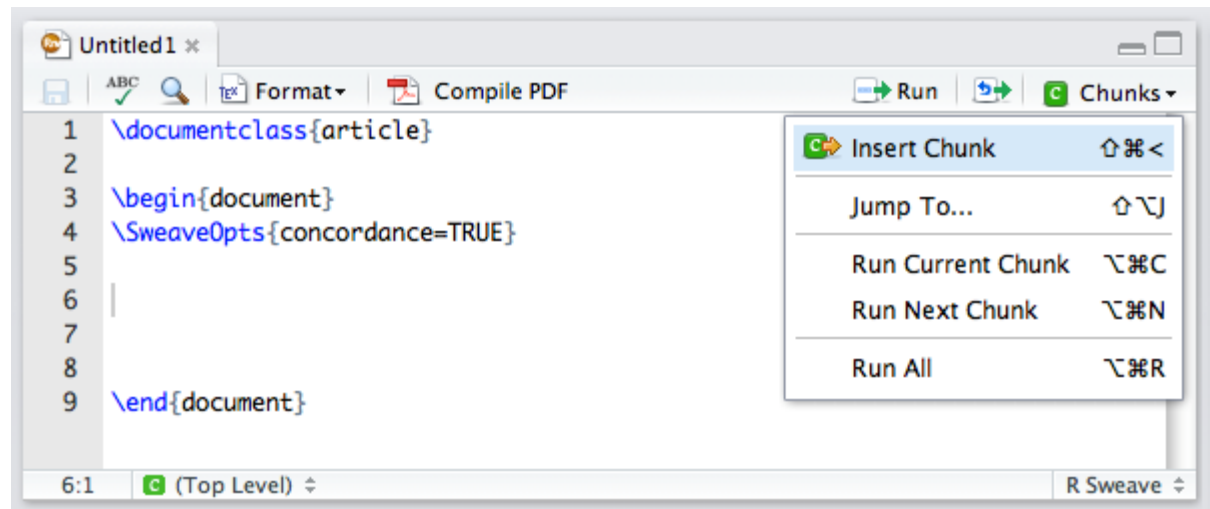 Untitled1 ×
ABC TEX Format Compile PDF Run C Chunks
1 \documentclass{article}
2
3 \begin{document}
4 \SweaveOpts{concordance=TRUE}
5
6
7
8
9 \end{document}
C Insert Chunk ⇧⌘<
Jump To... ⇧⌥J
Run Current Chunk ⌥⌘C
Run Next Chunk ⌥⌘N
Run All ⌥⌘R
6:1 C (Top Level) R Sweave